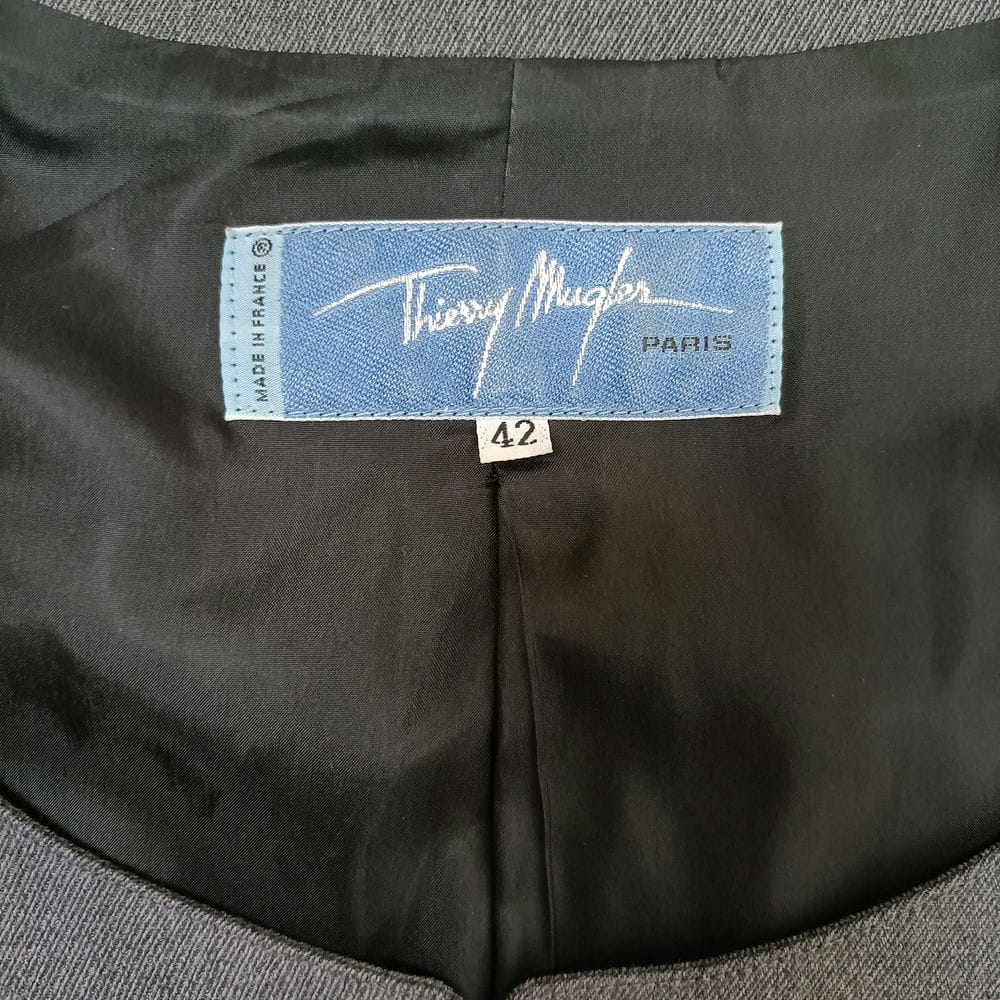 MADE IN FRANCE ®
Thierry Mugler
PARIS
42